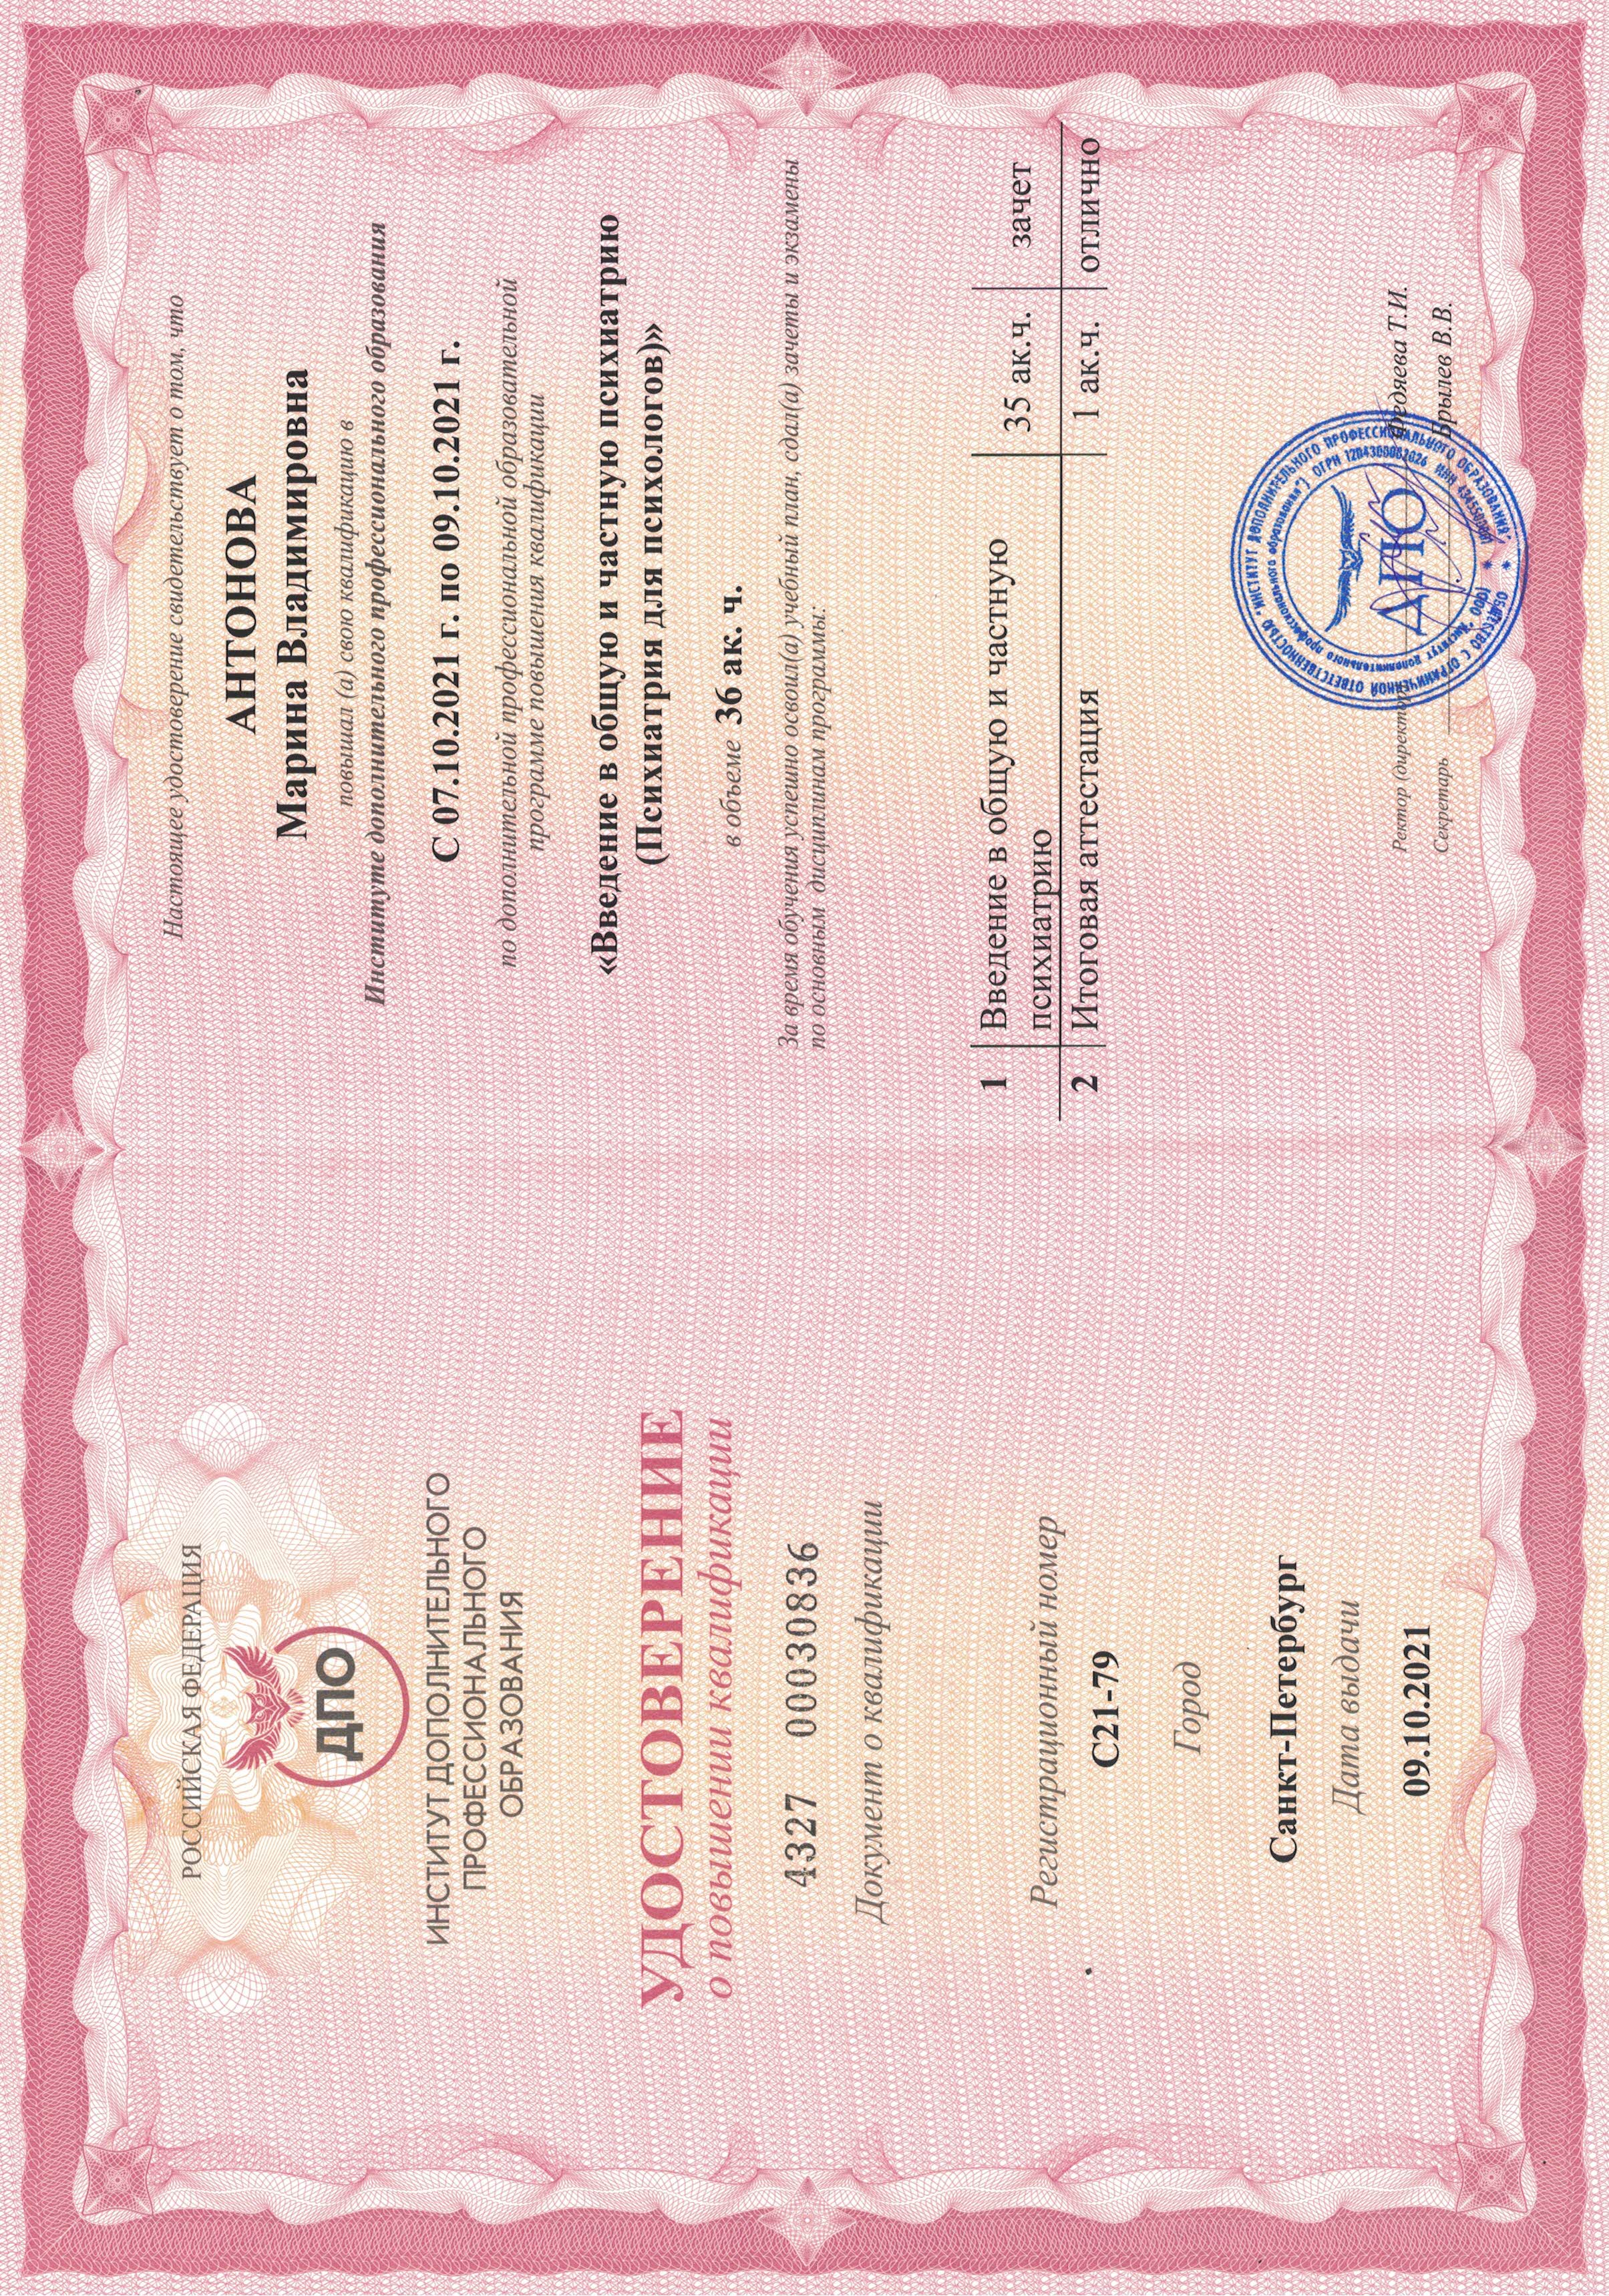 РОССИЙСКАЯ ФЕДЕРАЦИЯ
ДПО
ИНСТИТУТ ДОПОЛНИТЕЛЬНОГО
ПРОФЕССИОНАЛЬНОГО
ОБРАЗОВАНИЯ
УДОСТОВЕРЕНИЕ
о повышении квалификации
4327 00030836
Документ о квалификации
Регистрационный номер
С21-79
Город
Санкт-Петербург
Дата выдачи
09.10.2021
Настоящее удостоверение свидетельствует о том, что
АНТОНОВА
Марина Владимировна
повышал (а) свою квалификацию в
Институте дополнительного профессионального образования
С 07.10.2021 г. по 09.10.2021 г.
по дополнительной профессиональной образовательной
программе повышения квалификации
«Введение в общую и частную психиатрию
(Психиатрия для психологов)»
в объеме 36 ак. ч.
За время обучения успешно освоил(а) учебный план, сдал(а) зачеты и экзамены
по основным дисциплинам программы:
1 Введение в общую и частную психиатрию 35 ак.ч. зачет
2 Итоговая аттестация 1 ак.ч. отлично
Ректор (директор) Федяева Т.И.
Секретарь Брылев В.В.
ОБЩЕСТВО С ОГРАНИЧЕННОЙ ОТВЕТСТВЕННОСТЬЮ "ИНСТИТУТ ДОПОЛНИТЕЛЬНОГО ПРОФЕССИОНАЛЬНОГО ОБРАЗОВАНИЯ"
(ООО "Институт дополнительного профессионального образования") ОГРН 1204300002026 ИНН
ДПО